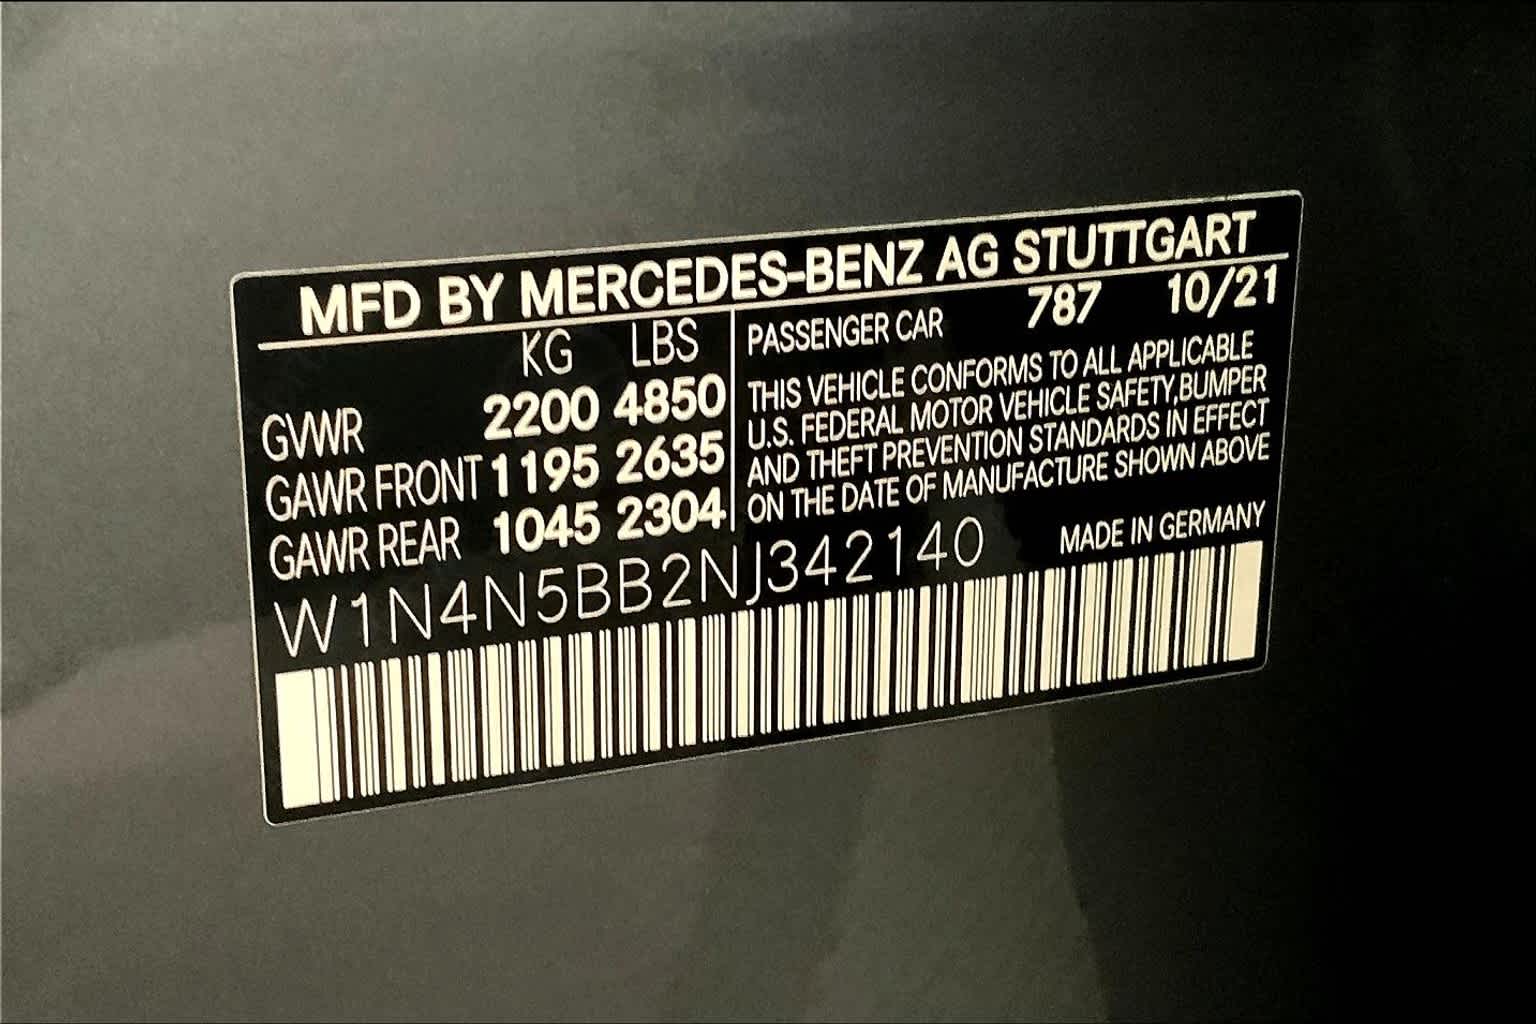 MFD BY MERCEDES-BENZ AG STUTTGART
KG LBS
GVWR 2200 4850
GAWR FRONT 1195 2635
GAWR REAR 1045 2304
PASSENGER CAR 787 10/21
THIS VEHICLE CONFORMS TO ALL APPLICABLE
U.S. FEDERAL MOTOR VEHICLE SAFETY,BUMPER
AND THEFT PREVENTION STANDARDS IN EFFECT
ON THE DATE OF MANUFACTURE SHOWN ABOVE
W1N4N5BB2NJ342140 MADE IN GERMANY